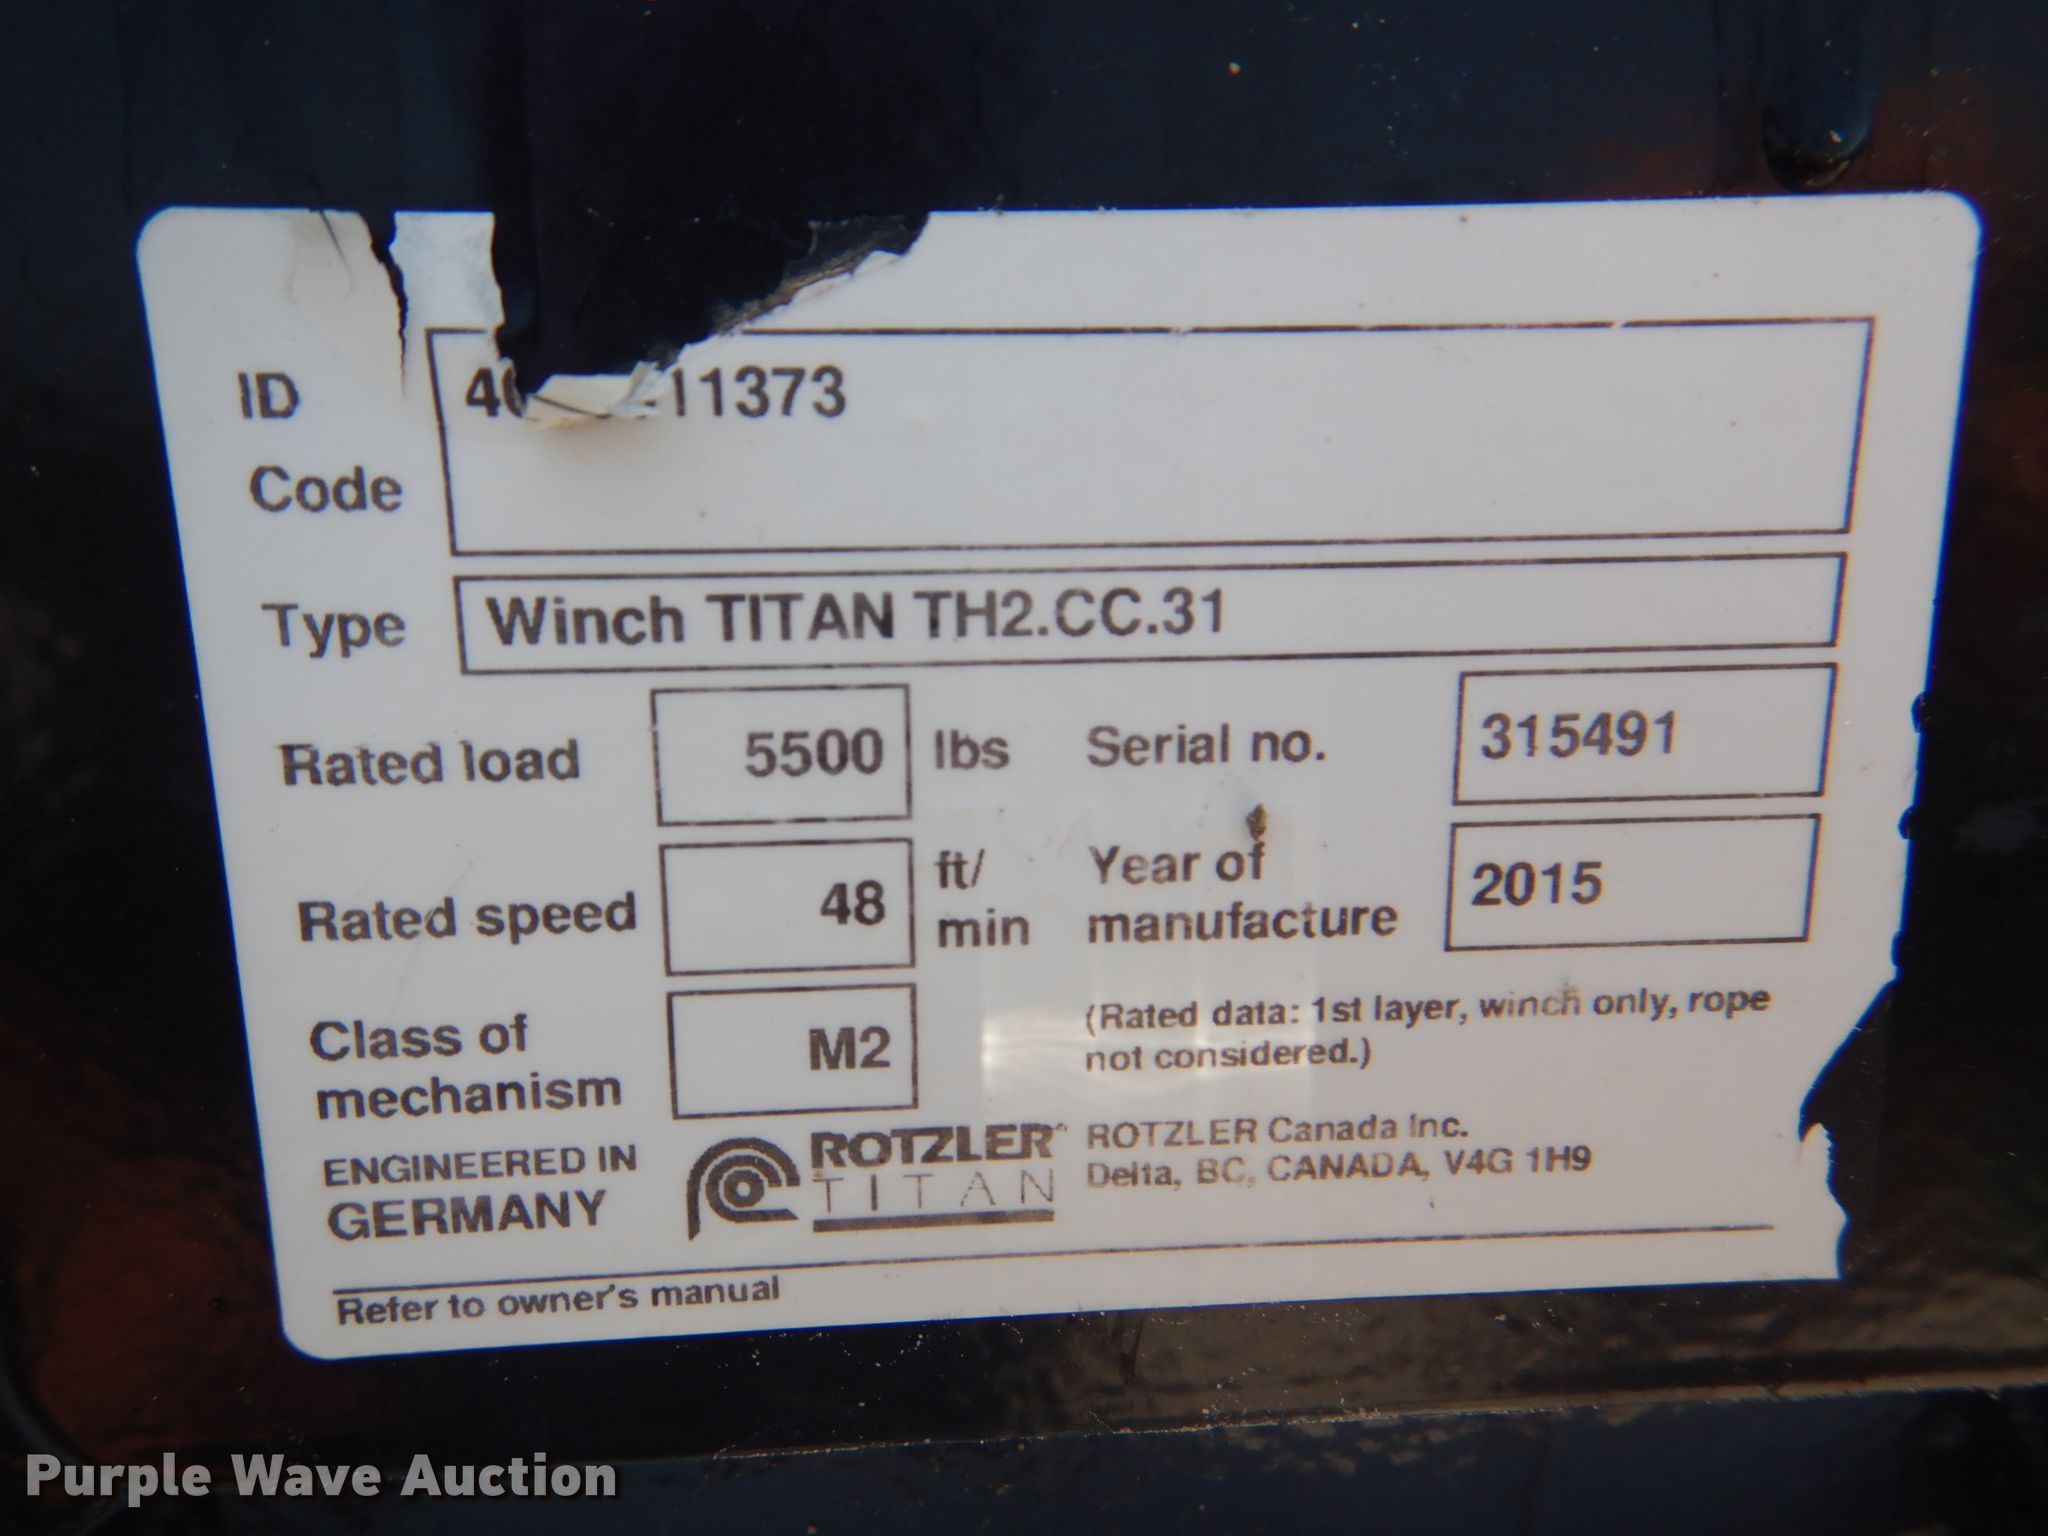 ID
Code
11373
Type
Winch TITAN TH2.CC.31
Rated load
5500
lbs
Serial no.
315491
Rated speed
48
ft/
min
Year of
manufacture
2015
Class of
mechanism
M2
(Rated data: 1st layer, winch only, rope
not considered.)
ENGINEERED IN
GERMANY
ROTZLER
TITAN
ROTZLER Canada Inc.
Delta, BC, CANADA, V4G 1H9
Refer to owner's manual
Purple Wave Auction